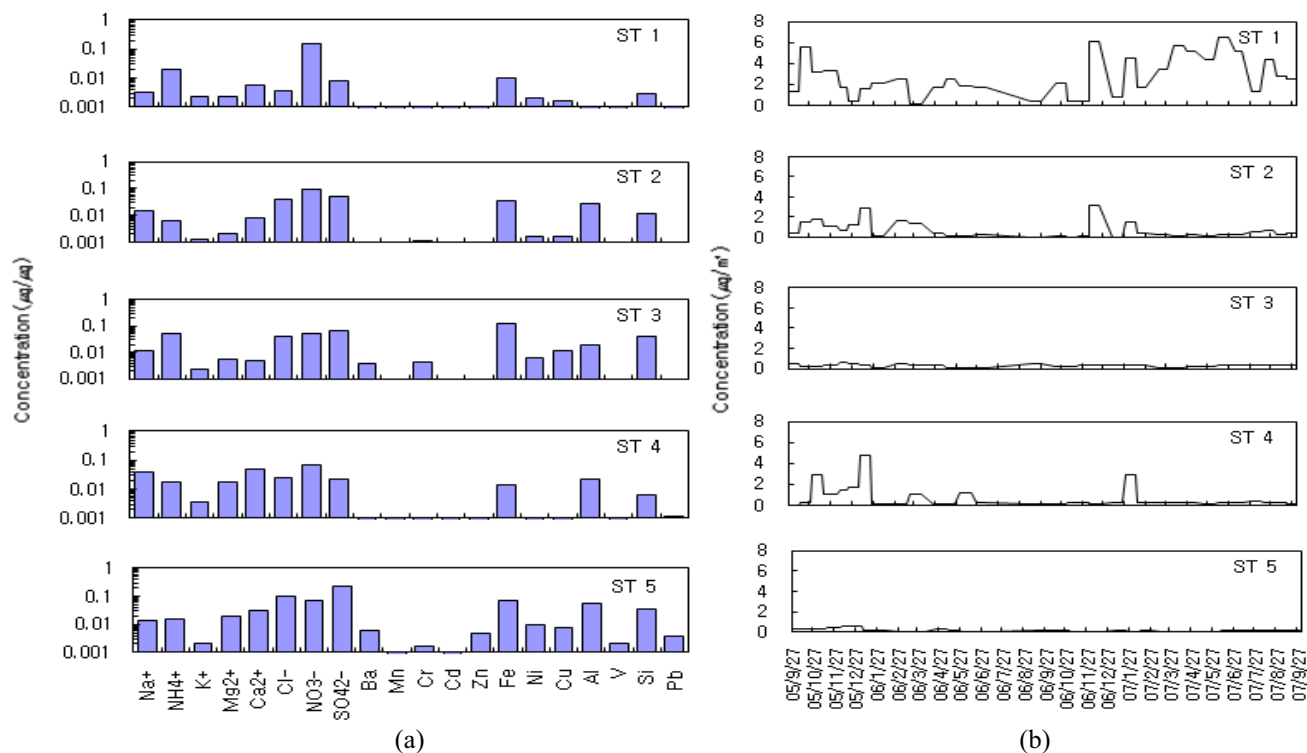 Concentration(㎍/㎍)
1
0.1
0.01
0.001
ST 1
1
0.1
0.01
0.001
ST 2
1
0.1
0.01
0.001
ST 3
1
0.1
0.01
0.001
ST 4
1
0.1
0.01
0.001
ST 5
Na+
NH4+
K+
Mg2+
Ca2+
Cl-
NO3-
SO42-
Ba
Mn
Cr
Cd
Zn
Fe
Ni
Cu
Al
V
Si
Pb
(a)
Concentration(㎍/㎥)
8
6
4
2
0
ST 1
8
6
4
2
0
ST 2
8
6
4
2
0
ST 3
8
6
4
2
0
ST 4
8
6
4
2
0
ST 5
05/9/27
05/10/27
05/11/27
05/12/27
06/1/27
06/2/27
06/3/27
06/4/27
06/5/27
06/6/27
06/7/27
06/8/27
06/9/27
06/10/27
06/11/27
06/12/27
07/1/27
07/2/27
07/3/27
07/4/27
07/5/27
07/6/27
07/7/27
07/8/27
07/9/27
(b)